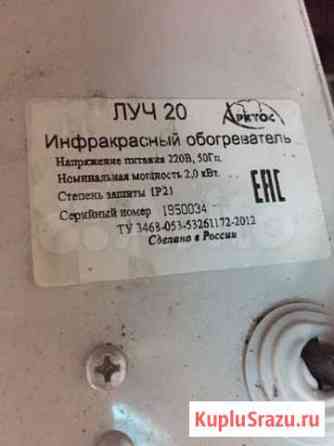 ЛУЧ 20
Арктос
Инфракрасный обогреватель
Напряжение питания 220В, 50Гц
Номинальная мощность 2,0 кВт.
Степень защиты IP21
Серийный номер 1950034
ТУ 3468-053-53261172-2012
Сделано в России
ЕАС
KupluSrazu.ru